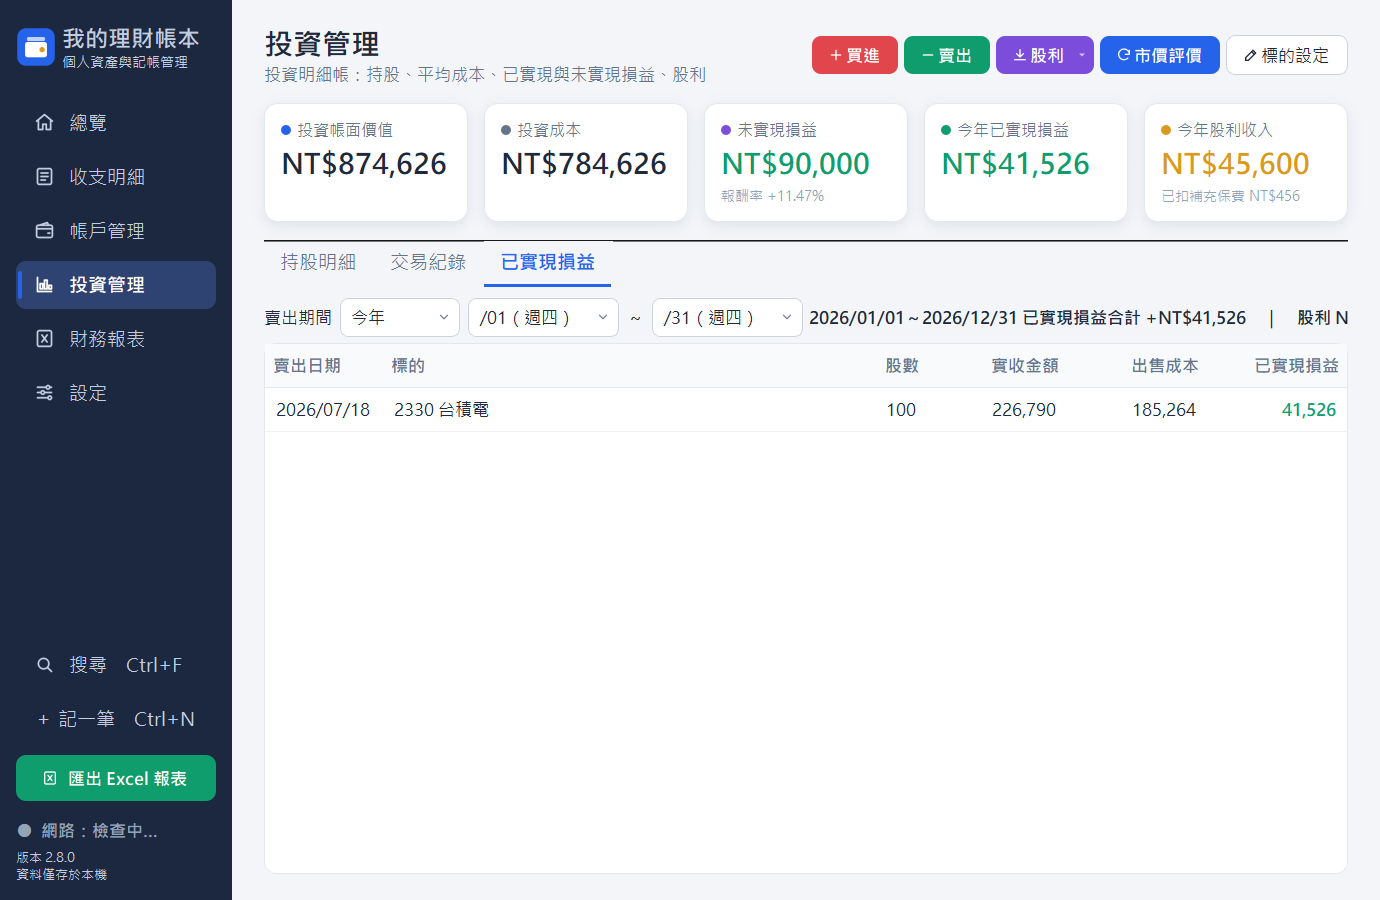 我的理財帳本
個人資產與記帳管理
總覽
收支明細
帳戶管理
投資管理
財務報表
設定
搜尋 Ctrl+F
+ 記一筆 Ctrl+N
匯出 Excel 報表
網路：檢查中...
版本 2.8.0
資料僅存於本機
投資管理
投資明細帳：持股、平均成本、已實現與未實現損益、股利
+ 買進
− 賣出
股利
市價評價
標的設定
投資帳面價值
NT$874,626
投資成本
NT$784,626
未實現損益
NT$90,000
報酬率 +11.47%
今年已實現損益
NT$41,526
今年股利收入
NT$45,600
已扣補充保費 NT$456
持股明細 交易紀錄 已實現損益
賣出期間 今年 /01（週四） ~ /31（週四） 2026/01/01 ~ 2026/12/31 已實現損益合計 +NT$41,526 | 股利 N
賣出日期 標的 股數 實收金額 出售成本 已實現損益
2026/07/18 2330 台積電 100 226,790 185,264 41,526